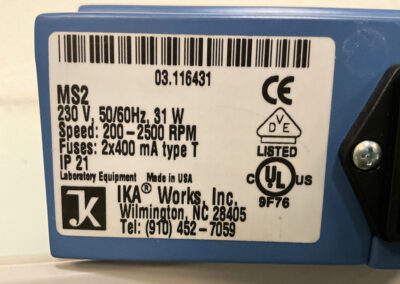 03.116431
MS2
230 V, 50/60Hz, 31 W
Speed: 200-2500 RPM
Fuses: 2x400 mA type T
IP 21
Laboratory Equipment Made in USA
IKA® Works, Inc.
Wilmington, NC 28405
Tel: (910) 452-7059
CE
DVE
LISTED
C UL US
9F76